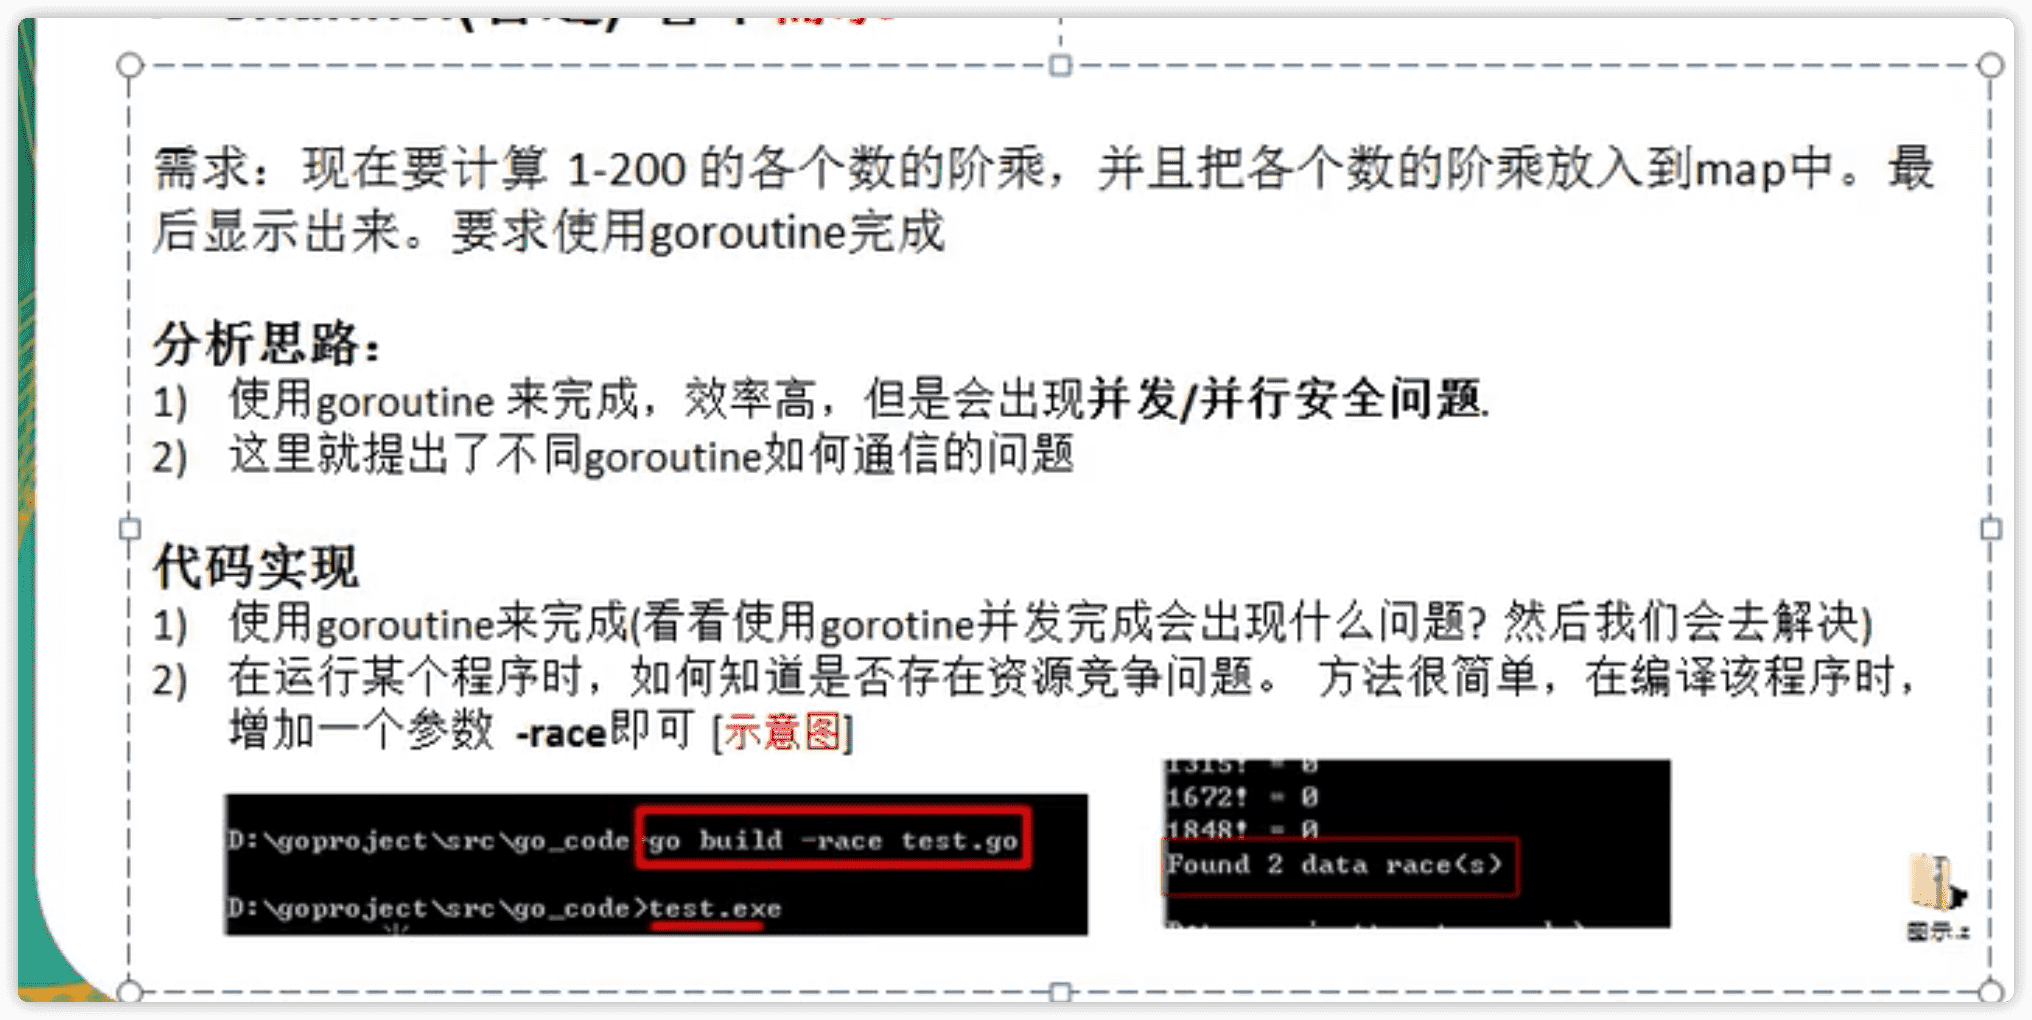 需求：现在要计算 1-200 的各个数的阶乘，并且把各个数的阶乘放入到map中。最
后显示出来。要求使用goroutine完成
分析思路：
1) 使用goroutine 来完成，效率高，但是会出现并发/并行安全问题.
2) 这里就提出了不同goroutine如何通信的问题
代码实现
1) 使用goroutine来完成(看看使用gorotine并发完成会出现什么问题? 然后我们会去解决)
2) 在运行某个程序时，如何知道是否存在资源竞争问题。 方法很简单，在编译该程序时，
增加一个参数 -race即可 [示意图]
D:\goproject\src\go_code>go build -race test.go
D:\goproject\src\go_code>test.exe
1315! = 0
1672! = 0
1848! = 0
Found 2 data race(s)
图示.z